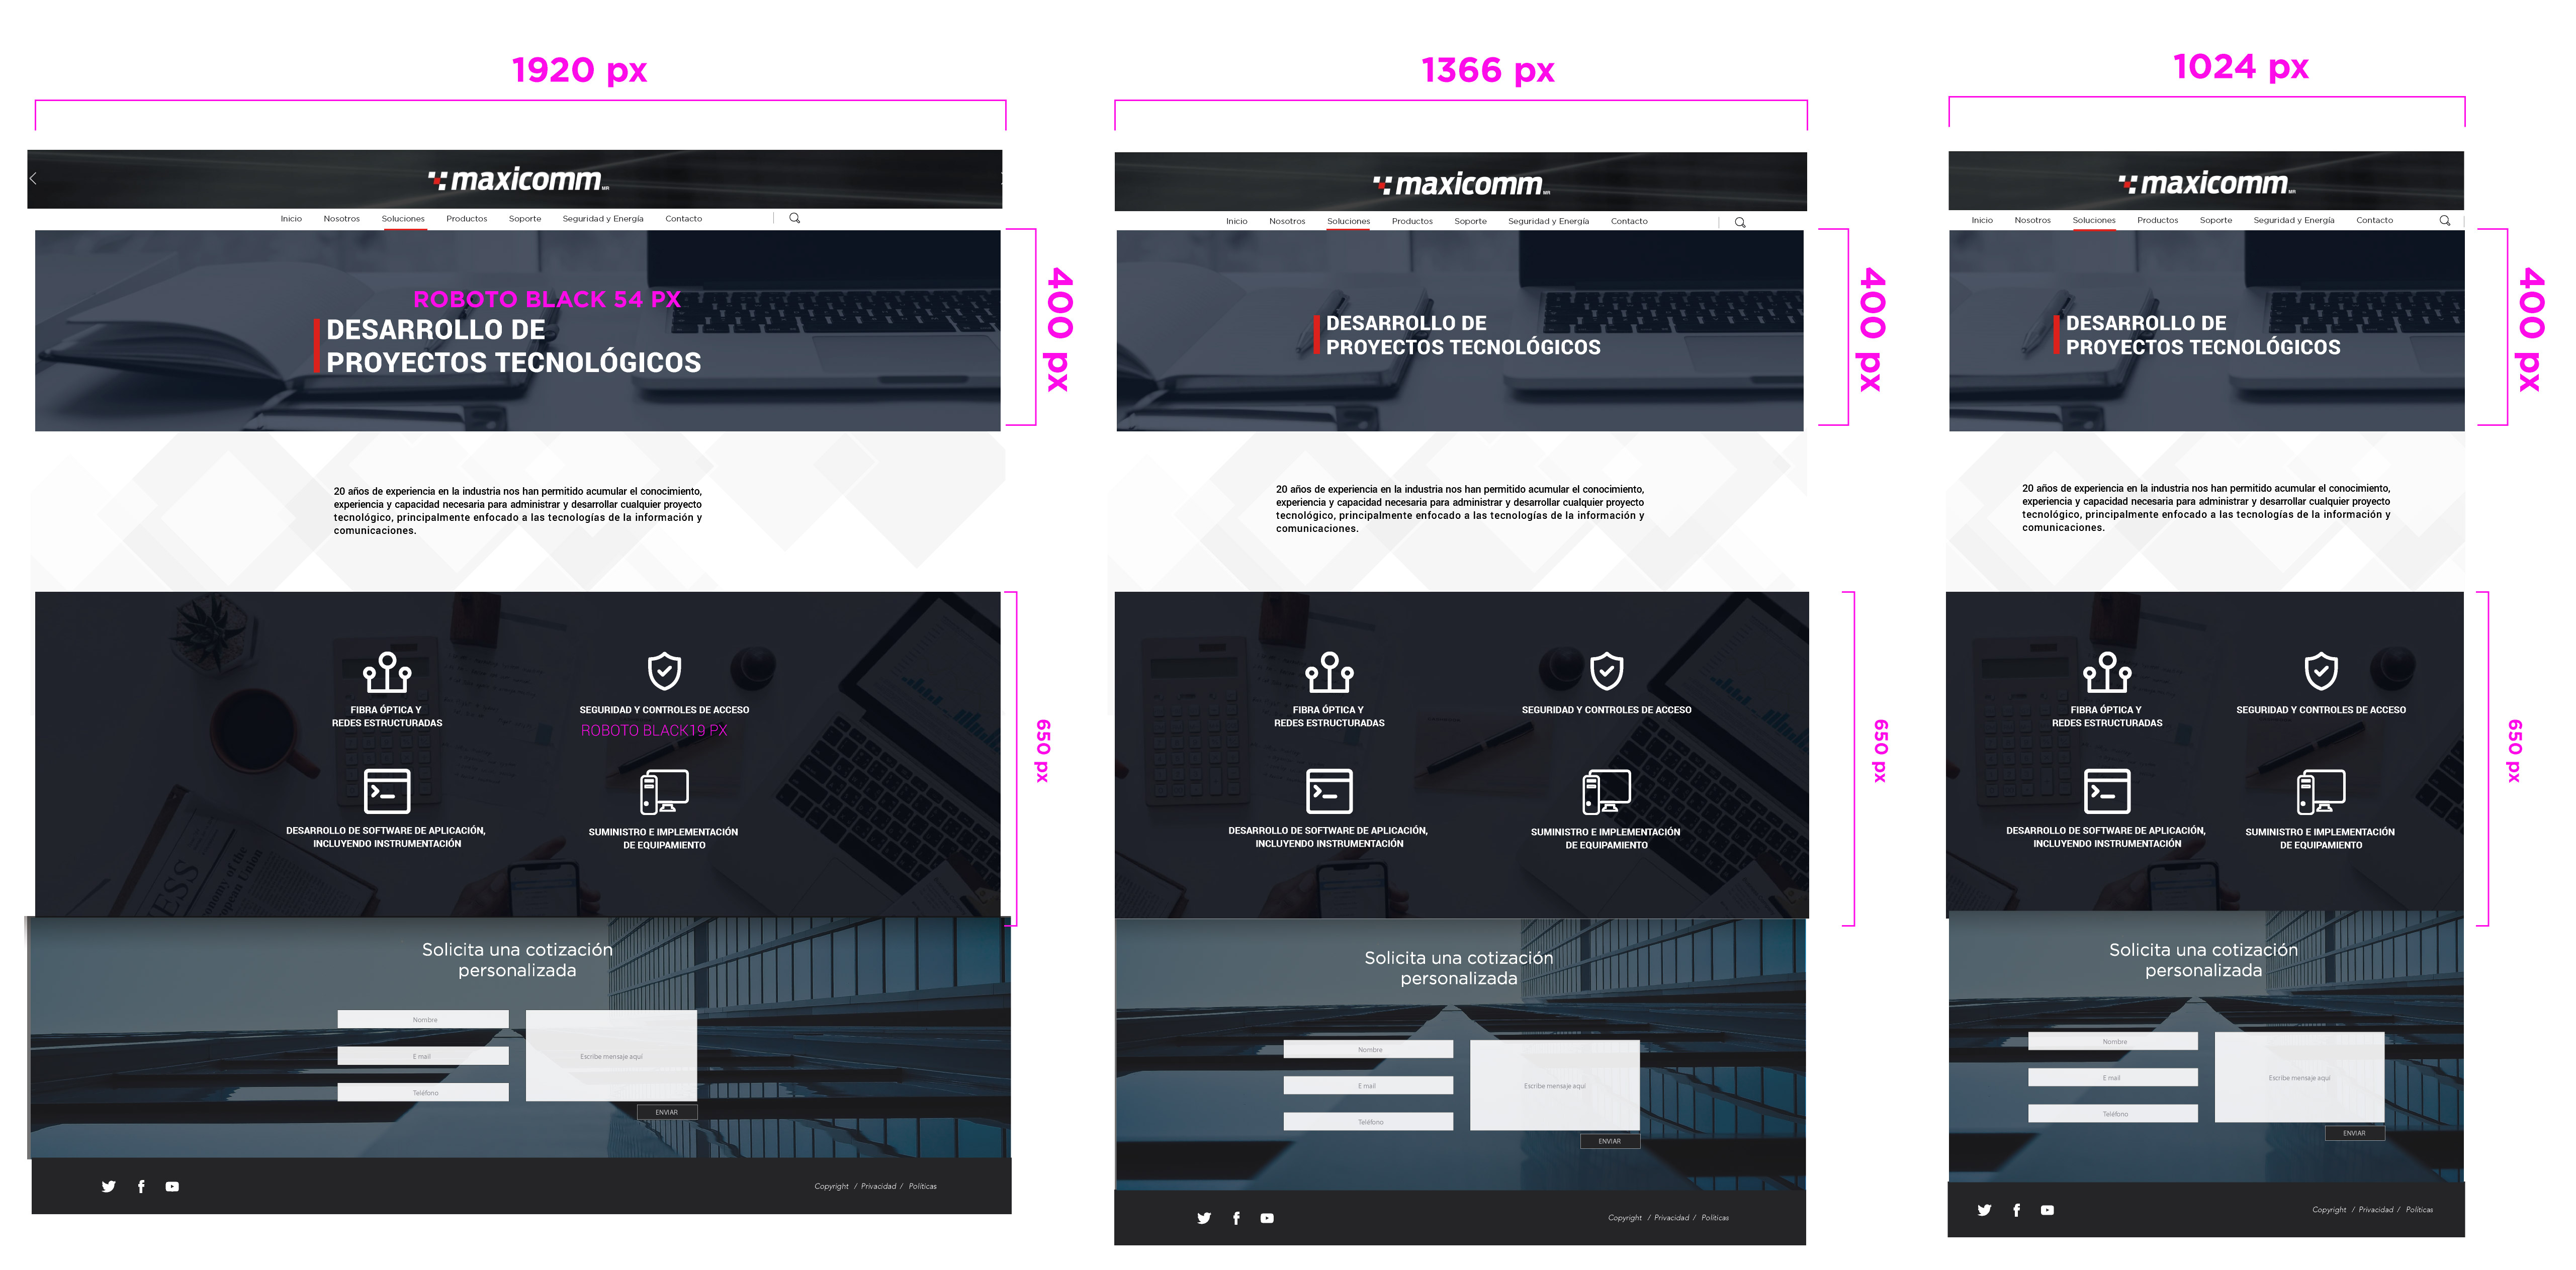 1920 px
maxicomm MR
Inicio Nosotros Soluciones Productos Soporte Seguridad y Energía Contacto
ROBOTO BLACK 54 PX
DESARROLLO DE
PROYECTOS TECNOLÓGICOS
400 px
20 años de experiencia en la industria nos han permitido acumular el conocimiento,
experiencia y capacidad necesaria para administrar y desarrollar cualquier proyecto
tecnológico, principalmente enfocado a las tecnologías de la información y
comunicaciones.
FIBRA ÓPTICA Y
REDES ESTRUCTURADAS
SEGURIDAD Y CONTROLES DE ACCESO
ROBOTO BLACK19 PX
DESARROLLO DE SOFTWARE DE APLICACIÓN,
INCLUYENDO INSTRUMENTACIÓN
SUMINISTRO E IMPLEMENTACIÓN
DE EQUIPAMIENTO
650 px
Solicita una cotización
personalizada
Nombre
E mail
Teléfono
Escribe mensaje aqui
ENVIAR
Copyright / Privacidad / Políticas
1366 px
maxicomm MR
Inicio Nosotros Soluciones Productos Soporte Seguridad y Energía Contacto
DESARROLLO DE
PROYECTOS TECNOLÓGICOS
400 px
20 años de experiencia en la industria nos han permitido acumular el conocimiento,
experiencia y capacidad necesaria para administrar y desarrollar cualquier proyecto
tecnológico, principalmente enfocado a las tecnologías de la información y
comunicaciones.
FIBRA ÓPTICA Y
REDES ESTRUCTURADAS
SEGURIDAD Y CONTROLES DE ACCESO
DESARROLLO DE SOFTWARE DE APLICACIÓN,
INCLUYENDO INSTRUMENTACIÓN
SUMINISTRO E IMPLEMENTACIÓN
DE EQUIPAMIENTO
650 px
Solicita una cotización
personalizada
Nombre
E mail
Teléfono
Escribe mensaje aqui
ENVIAR
Copyright / Privacidad / Políticas
1024 px
maxicomm MR
Inicio Nosotros Soluciones Productos Soporte Seguridad y Energía Contacto
DESARROLLO DE
PROYECTOS TECNOLÓGICOS
400 px
20 años de experiencia en la industria nos han permitido acumular el conocimiento,
experiencia y capacidad necesaria para administrar y desarrollar cualquier proyecto
tecnológico, principalmente enfocado a las tecnologías de la información y
comunicaciones.
FIBRA ÓPTICA Y
REDES ESTRUCTURADAS
SEGURIDAD Y CONTROLES DE ACCESO
DESARROLLO DE SOFTWARE DE APLICACIÓN,
INCLUYENDO INSTRUMENTACIÓN
SUMINISTRO E IMPLEMENTACIÓN
DE EQUIPAMIENTO
650 px
Solicita una cotización
personalizada
Nombre
E mail
Teléfono
Escribe mensaje aqui
ENVIAR
Copyright / Privacidad / Políticas